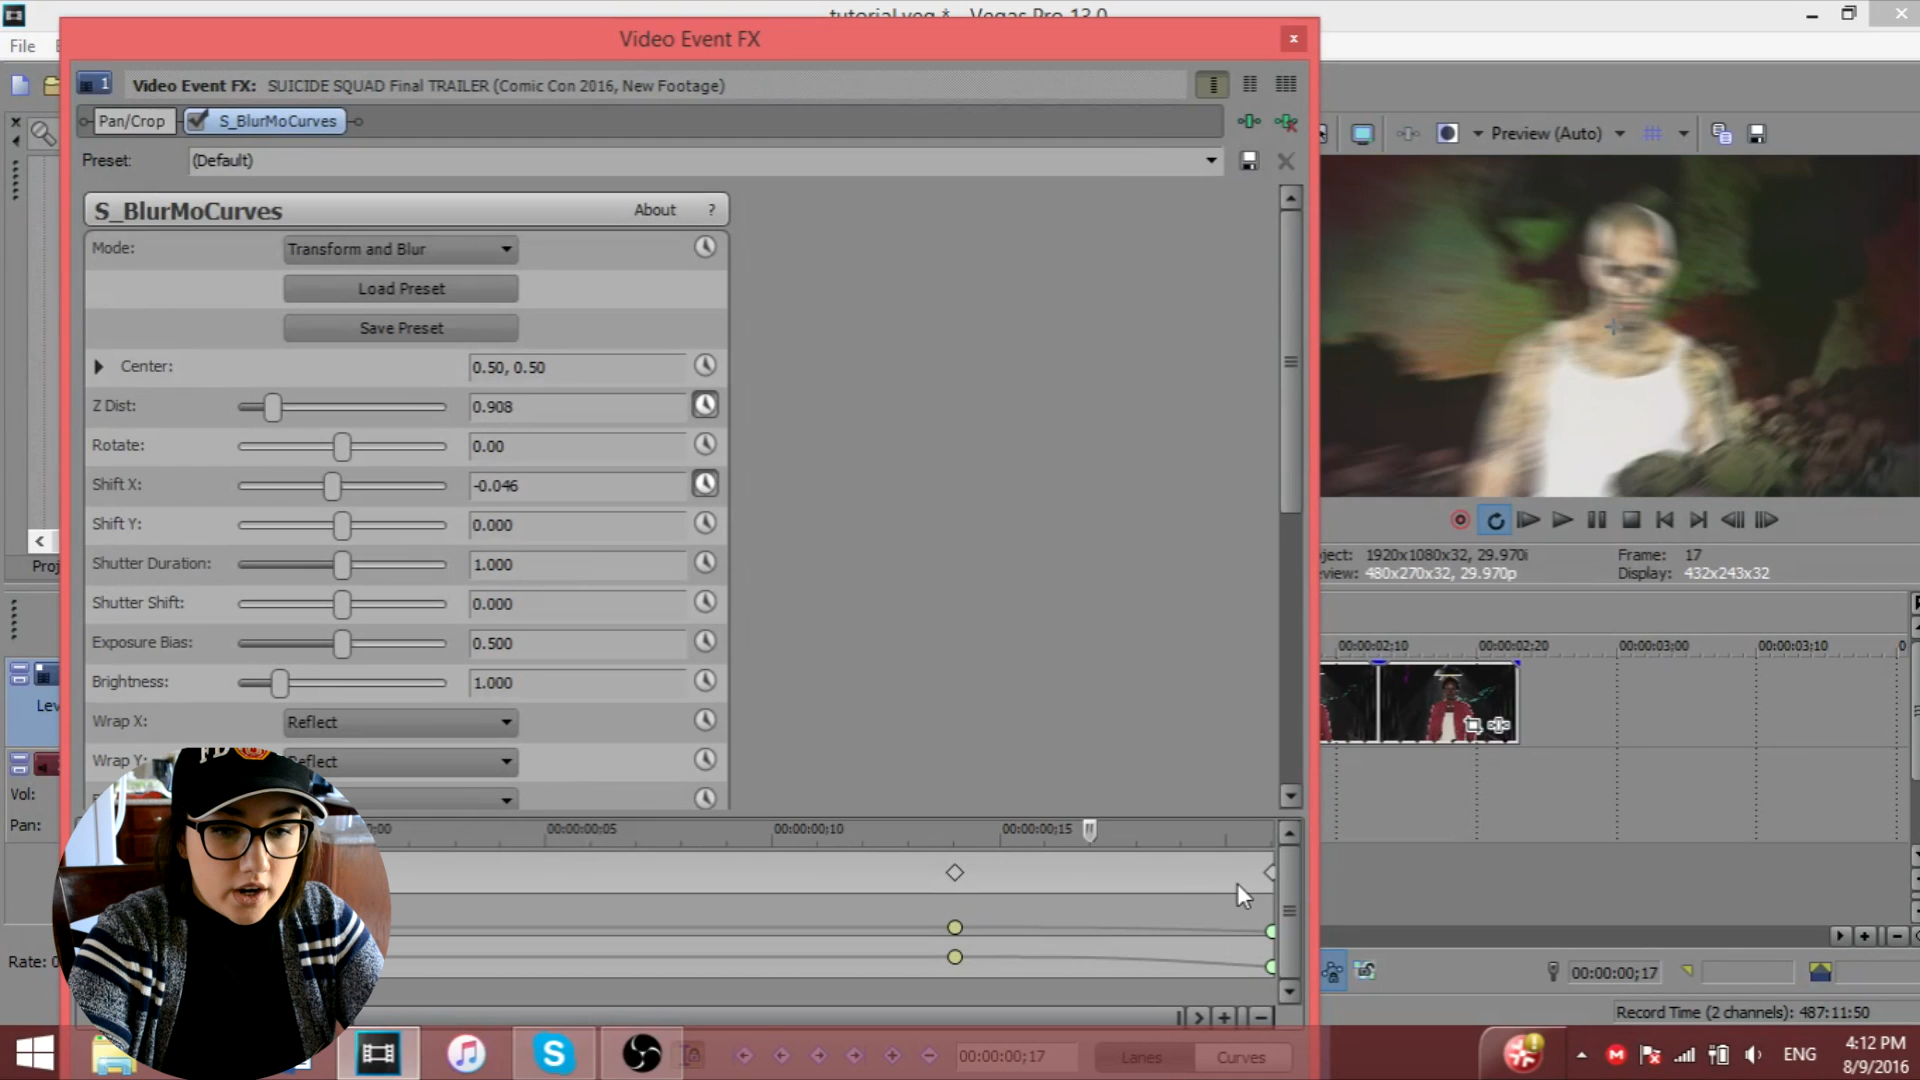 tutorial.veg * - Vegas Pro 13.0
File
Video Event FX
1
Video Event FX: SUICIDE SQUAD Final TRAILER (Comic Con 2016, New Footage)
Pan/Crop
S_BlurMoCurves
Preview (Auto)
Preset:
(Default)
S_BlurMoCurves
About
?
Mode:
Transform and Blur
Load Preset
Save Preset
Center:
0.50, 0.50
Z Dist:
0.908
Rotate:
0.00
Shift X:
-0.046
Shift Y:
0.000
Shutter Duration:
1.000
Shutter Shift:
0.000
Exposure Bias:
0.500
Brightness:
1.000
Wrap X:
Reflect
Wrap Y:
eflect
Proj
ject: 1920x1080x32, 29.970i
Frame: 17
view: 480x270x32, 29.970p
Display: 432x243x32
00:00:02;10
00:00:02;20
00:00:03;00
00:00:03;10
0
Lev
Vol:
Pan:
Rate: 0
:00
00:00:00;05
00:00:00;10
00:00:00;15
00:00:00;17
Record Time (2 channels): 487:11:50
00:00:00;17
Lanes
Curves
ENG
4:12 PM
8/9/2016